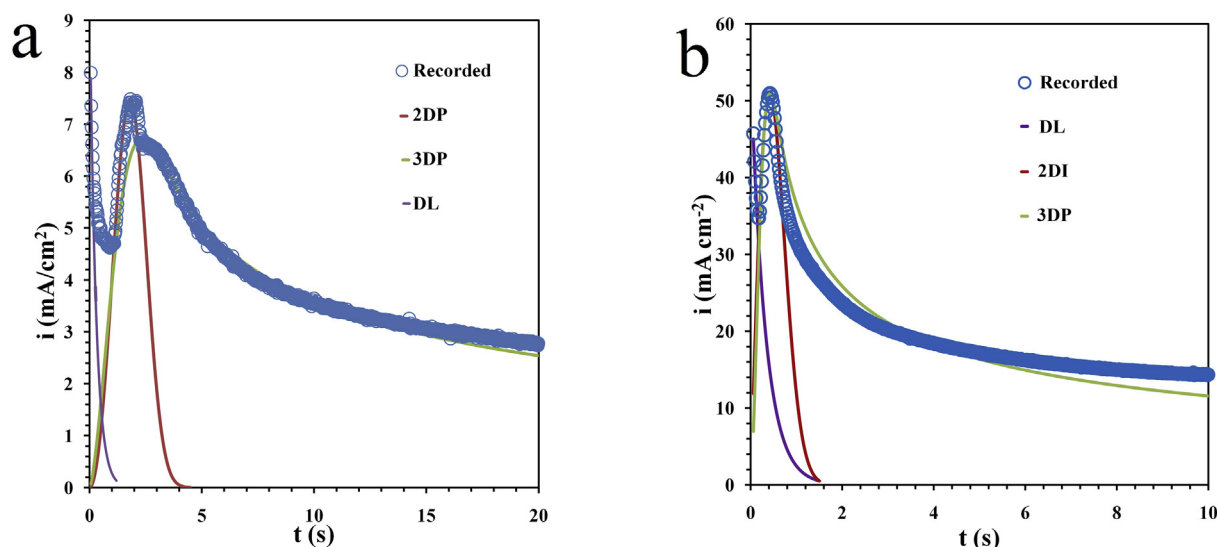 a
9
8
7
6
5
4
3
2
1
0
i (mA/cm²)
Recorded
2DP
3DP
DL
0 5 10 15 20
t (s)
b
60
50
40
30
20
10
0
i (mA cm⁻²)
Recorded
DL
2DI
3DP
0 2 4 6 8 10
t (s)